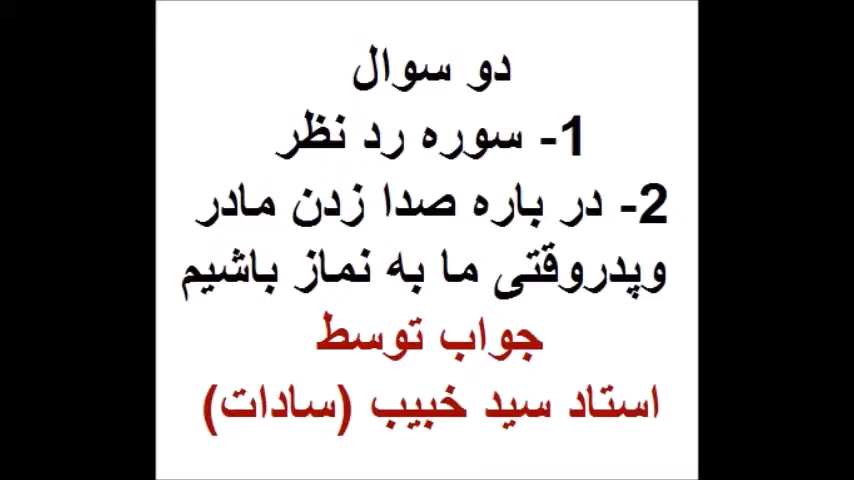 دو سوال
1- سوره رد نظر
2- در باره صدا زدن مادر
وپدروقتی ما به نماز باشیم
جواب توسط
استاد سید خبیب (سادات)